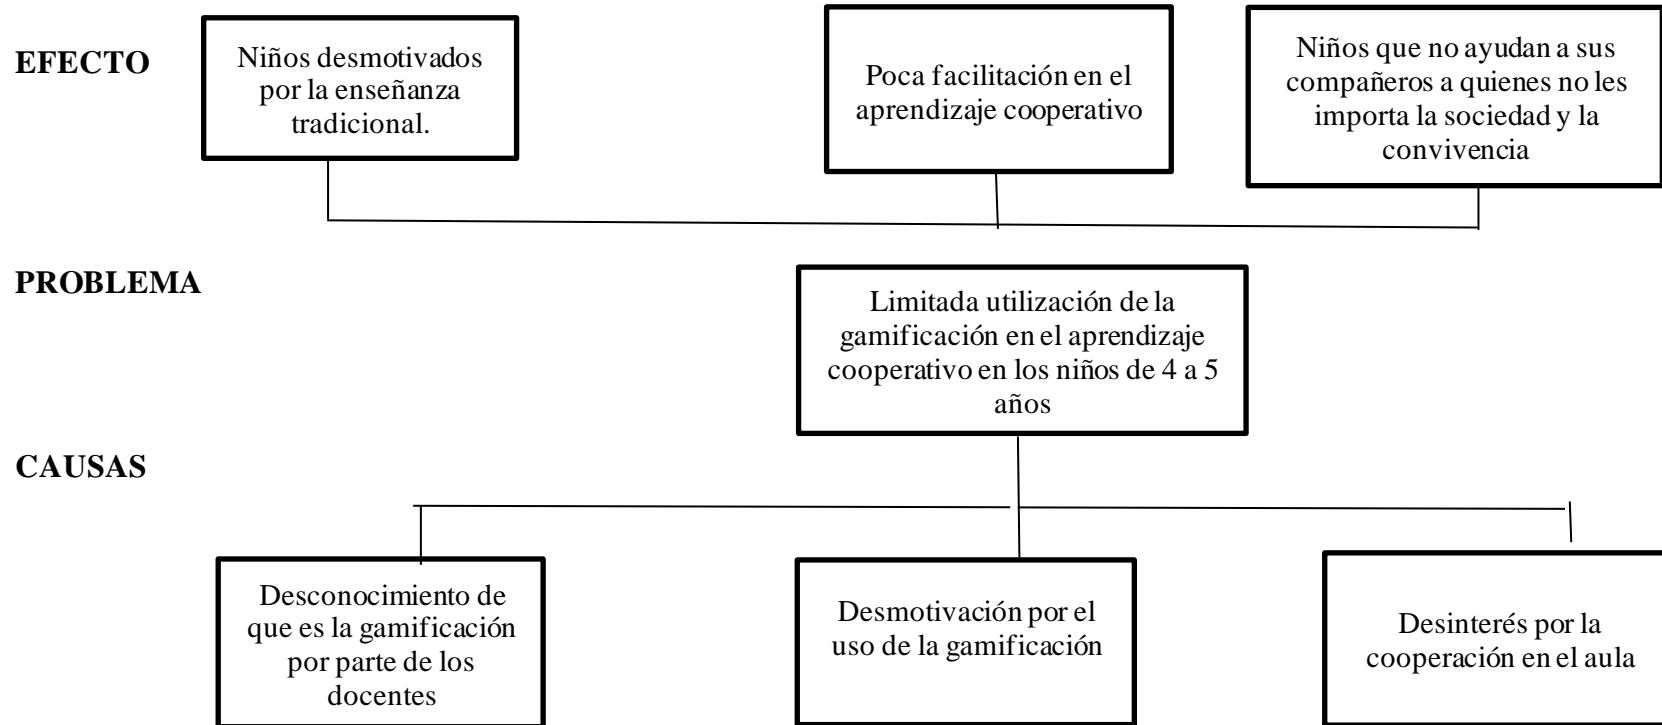 EFECTO
Niños desmotivados
por la enseñanza
tradicional.
Poca facilitación en el
aprendizaje cooperativo
Niños que no ayudan a sus
compañeros a quienes no les
importa la sociedad y la
convivencia
PROBLEMA
Limitada utilización de la
gamificación en el aprendizaje
cooperativo en los niños de 4 a 5
años
CAUSAS
Desconocimiento de
que es la gamificación
por parte de los
docentes
Desmotivación por el
uso de la gamificación
Desinterés por la
cooperación en el aula